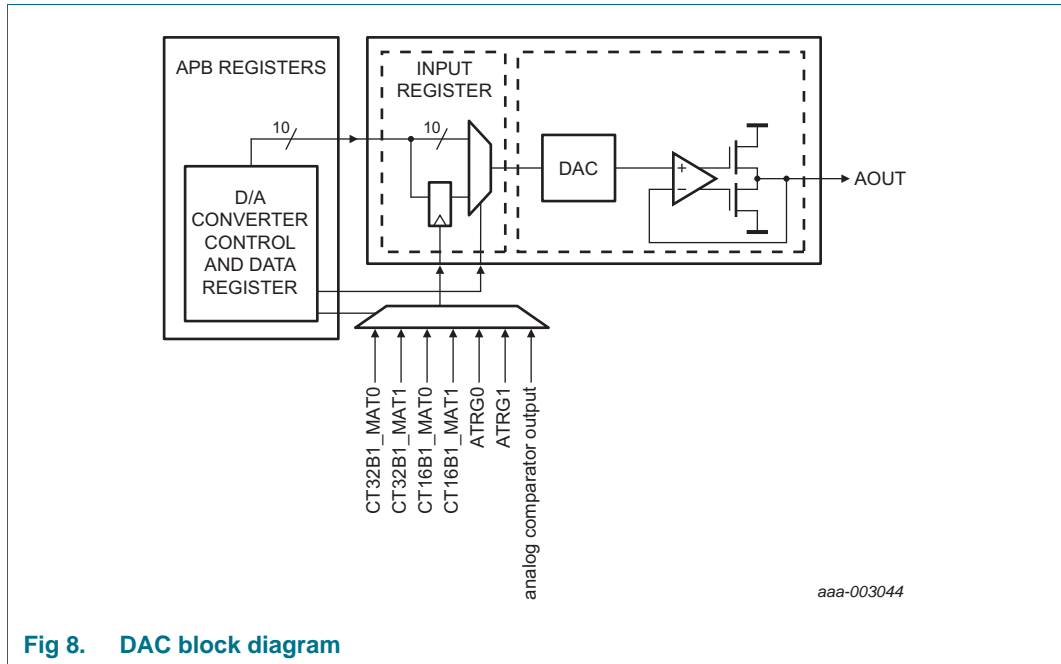 APB REGISTERS
INPUT
REGISTER
10
10
DAC
+
−
AOUT
D/A
CONVERTER
CONTROL
AND DATA
REGISTER
CT32B1_MAT0
CT32B1_MAT1
CT16B1_MAT0
CT16B1_MAT1
ATRG0
ATRG1
analog comparator output
aaa-003044
Fig 8. DAC block diagram